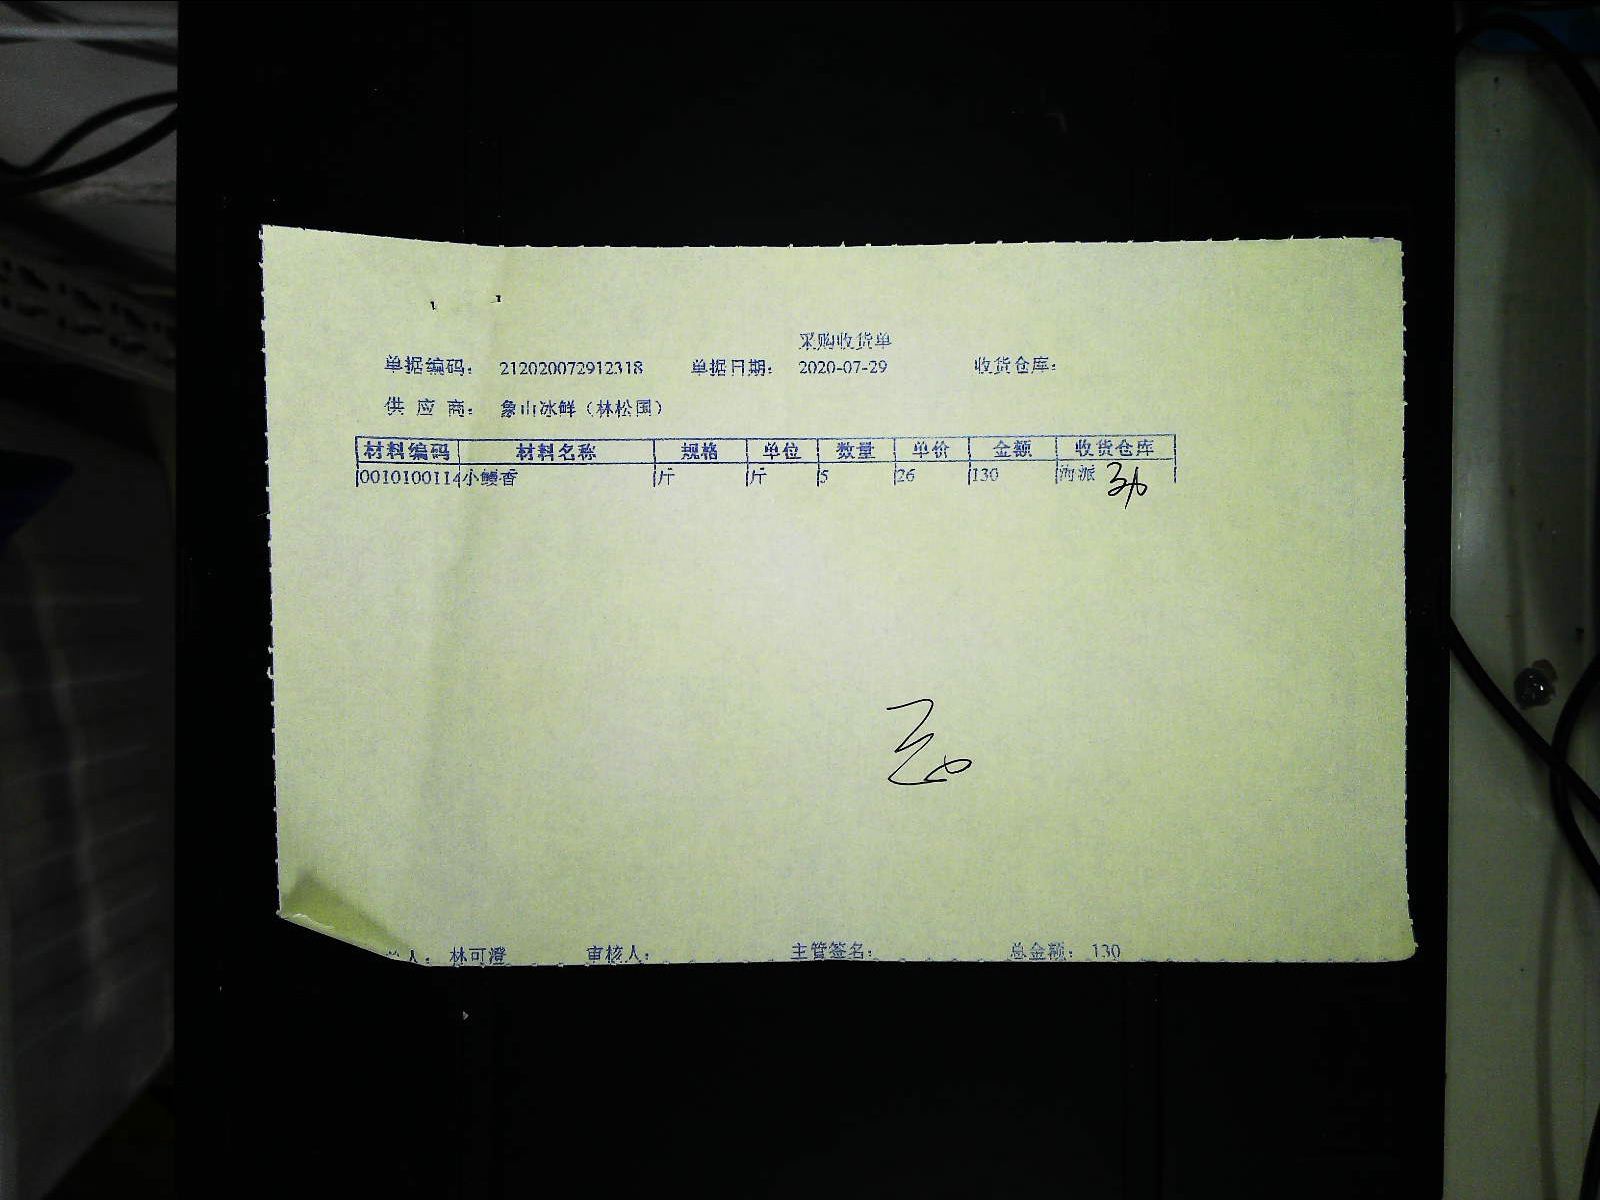 采购收货单
单据编码: 212020072912318 单据日期: 2020-07-29 收货仓库:
供 应 商: 象山冰鲜（林松国）
材料编码 材料名称 规格 单位 数量 单价 金额 收货仓库
0010100114 小鳗香 斤 斤 5 26 130 海派
人: 林可澄 审核人: 主管签名: 总金额: 130